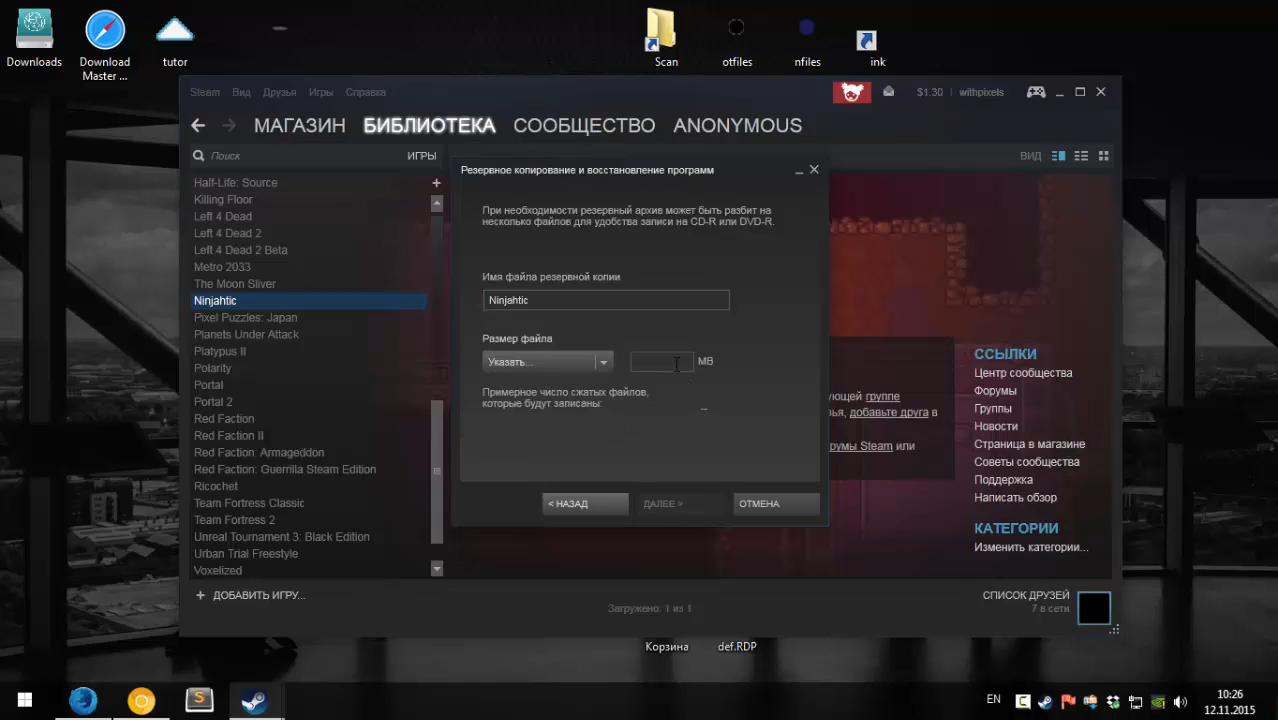 Downloads
Download
Master ...
tutor
Scan
otfiles
nfiles
ink
Steam Вид Друзья Игры Справка
$1.30 withpixels
МАГАЗИН БИБЛИОТЕКА СООБЩЕСТВО ANONYMOUS
Поиск ИГРЫ
ВИД
Half-Life: Source
Killing Floor
Left 4 Dead
Left 4 Dead 2
Left 4 Dead 2 Beta
Metro 2033
The Moon Sliver
Ninjahtic
Pixel Puzzles: Japan
Planets Under Attack
Platypus II
Polarity
Portal
Portal 2
Red Faction
Red Faction II
Red Faction: Armageddon
Red Faction: Guerrilla Steam Edition
Ricochet
Team Fortress Classic
Team Fortress 2
Unreal Tournament 3: Black Edition
Urban Trial Freestyle
Voxelized
Резервное копирование и восстановление программ
При необходимости резервный архив может быть разбит на
несколько файлов для удобства записи на CD-R или DVD-R.
Имя файла резервной копии
Ninjahtic
Размер файла
Указать...
MB
Примерное число сжатых файлов,
которые будут записаны:
--
< НАЗАД
ДАЛЕЕ >
ОТМЕНА
ующей группе
ья, добавьте друга в
румы Steam или
ССЫЛКИ
Центр сообщества
Форумы
Группы
Новости
Страница в магазине
Советы сообщества
Поддержка
Написать обзор
КАТЕГОРИИ
Изменить категории...
+ ДОБАВИТЬ ИГРУ...
Загружено: 1 из 1
СПИСОК ДРУЗЕЙ
7 в сети
Корзина
def.RDP
EN
10:26
12.11.2015